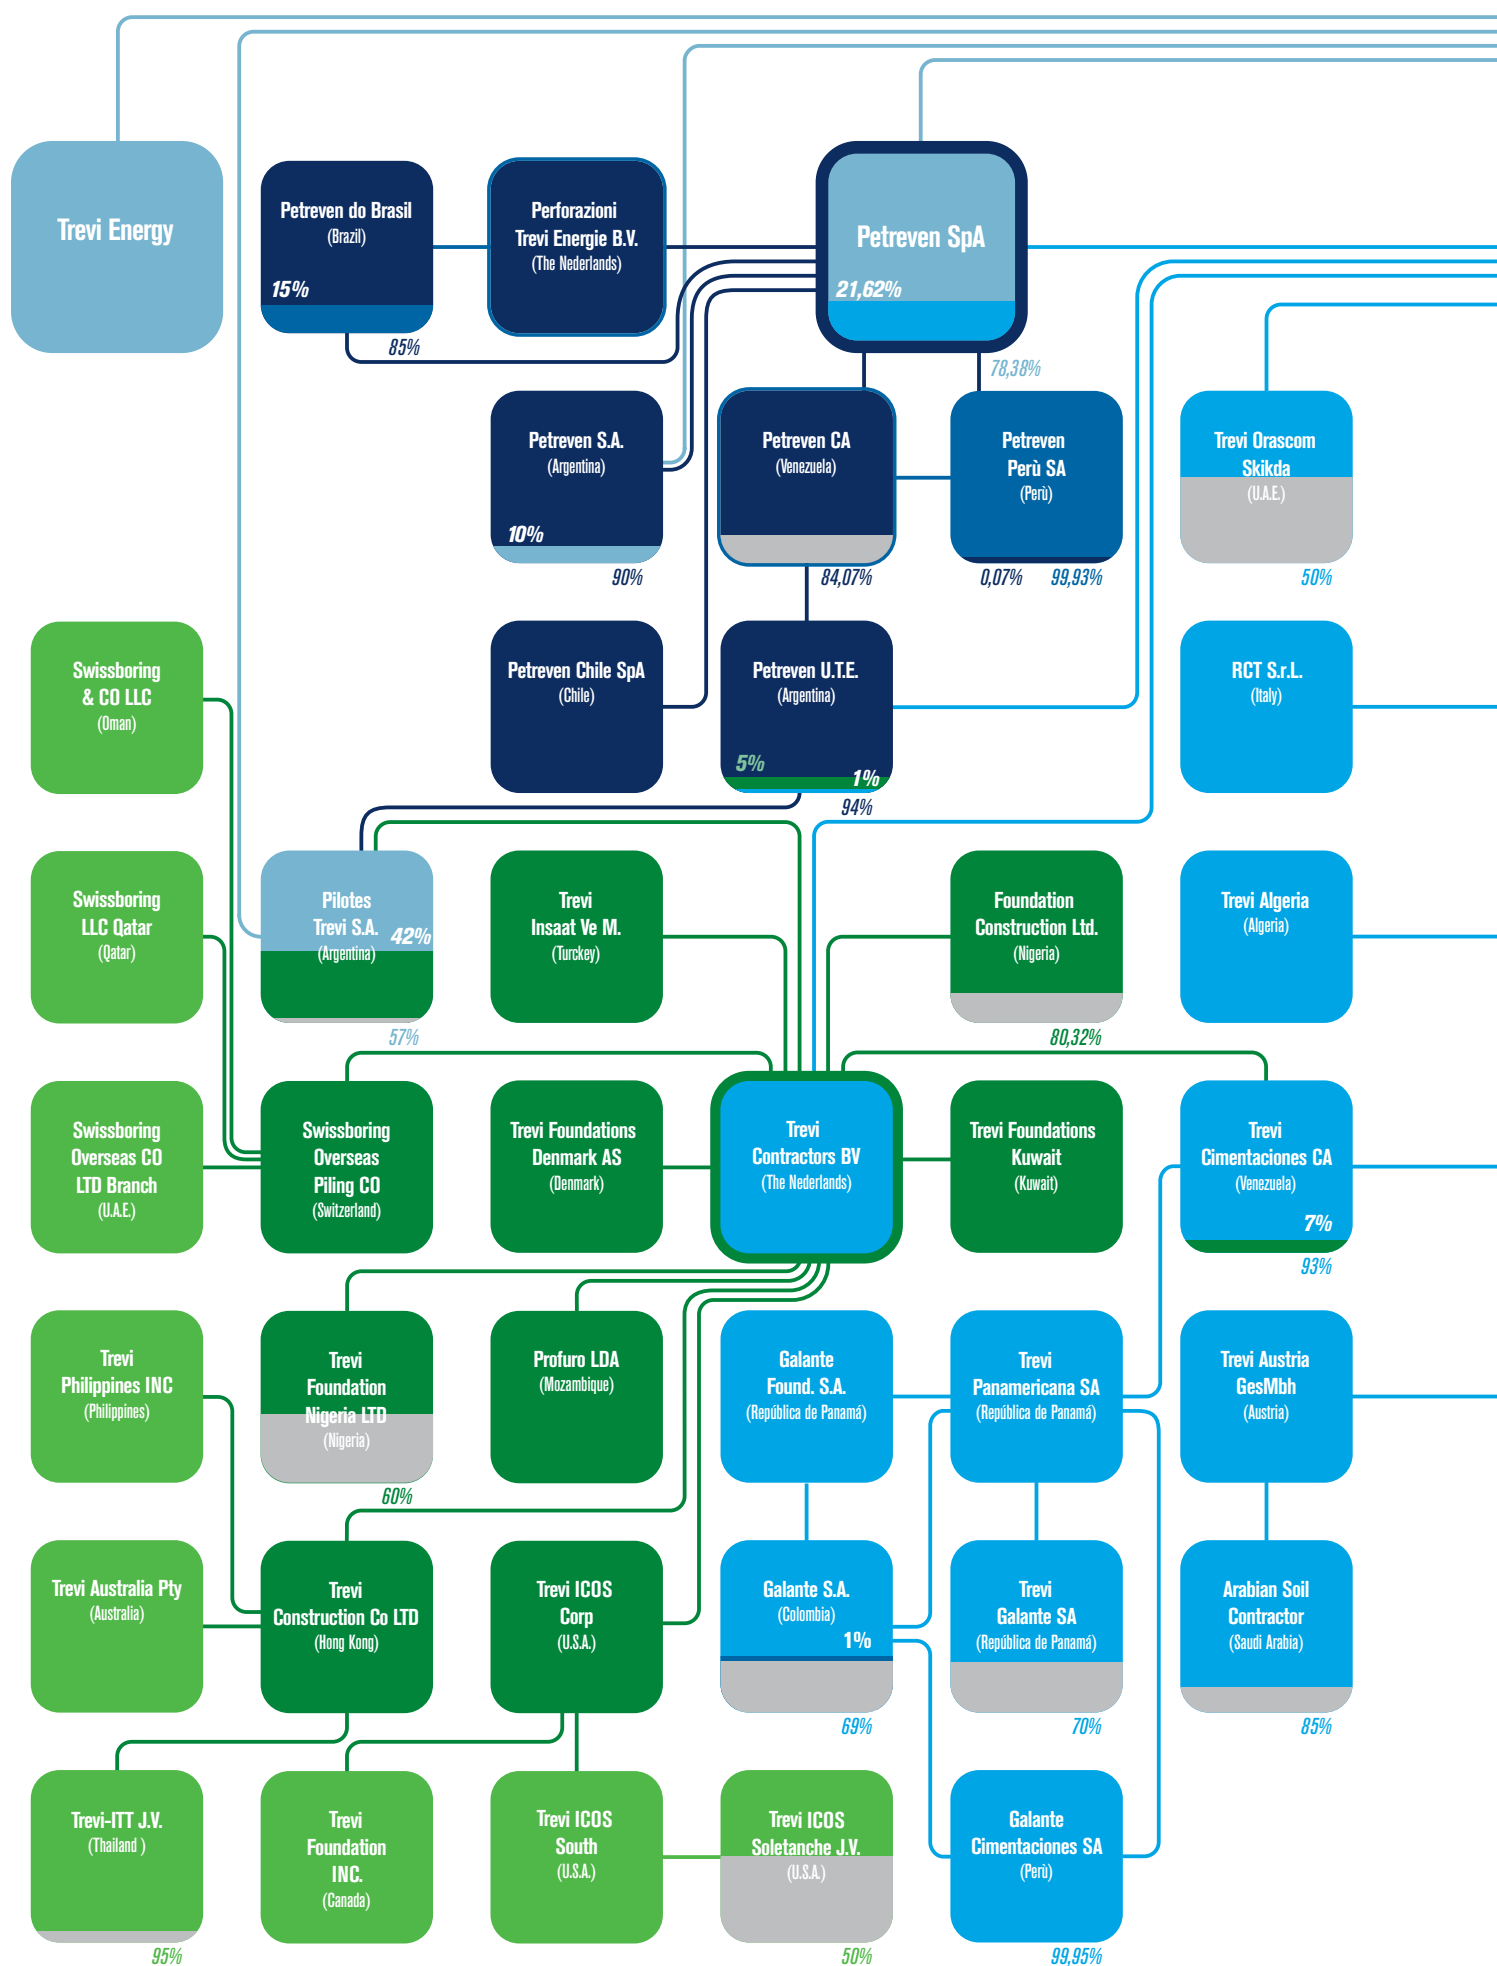 Trevi Energy
Petreven do Brasil
(Brazil)
15%
85%
Perforazioni
Trevi Energie B.V.
(The Nederlands)
Petreven SpA
21,62%
78,38%
Petreven S.A.
(Argentina)
10%
90%
Petreven CA
(Venezuela)
84,07%
Petreven
Perù SA
(Perù)
0,07%
99,93%
Trevi Orascom
Skikda
(U.A.E.)
50%
Swissboring
& CO LLC
(Oman)
Petreven Chile SpA
(Chile)
Petreven U.T.E.
(Argentina)
5%
1%
94%
RCT S.r.L.
(Italy)
Swissboring
LLC Qatar
(Qatar)
Pilotes
Trevi S.A.
42%
(Argentina)
57%
Trevi
Insaat Ve M.
(Turckey)
Foundation
Construction Ltd.
(Nigeria)
80,32%
Trevi Algeria
(Algeria)
Swissboring
Overseas CO
LTD Branch
(U.A.E.)
Swissboring
Overseas
Piling CO
(Switzerland)
Trevi Foundations
Denmark AS
(Denmark)
Trevi
Contractors BV
(The Nederlands)
Trevi Foundations
Kuwait
(Kuwait)
Trevi
Cimentaciones CA
(Venezuela)
7%
93%
Trevi
Philippines INC
(Philippines)
Trevi
Foundation
Nigeria LTD
(Nigeria)
60%
Profuro LDA
(Mozambique)
Galante
Found. S.A.
(República de Panamá)
Trevi
Panamericana SA
(República de Panamá)
Trevi Austria
GesMbh
(Austria)
Trevi Australia Pty
(Australia)
Trevi
Construction Co LTD
(Hong Kong)
Trevi ICOS
Corp
(U.S.A.)
Galante S.A.
(Colombia)
1%
69%
Trevi
Galante SA
(República de Panamá)
70%
Arabian Soil
Contractor
(Saudi Arabia)
85%
Trevi-ITT J.V.
(Thailand )
95%
Trevi
Foundation
INC.
(Canada)
Trevi ICOS
South
(U.S.A.)
Trevi ICOS
Soletanche J.V.
(U.S.A.)
50%
Galante
Cimentaciones SA
(Perù)
99,95%